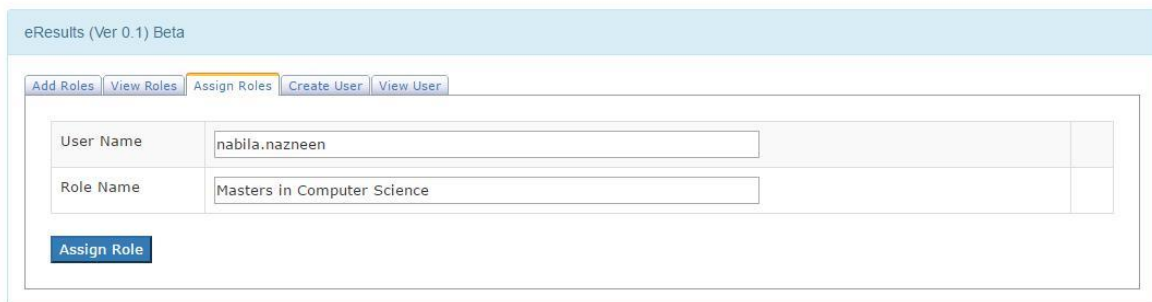 eResults (Ver 0.1) Beta
Add Roles View Roles Assign Roles Create User View User
User Name nabila.nazneen
Role Name Masters in Computer Science
Assign Role